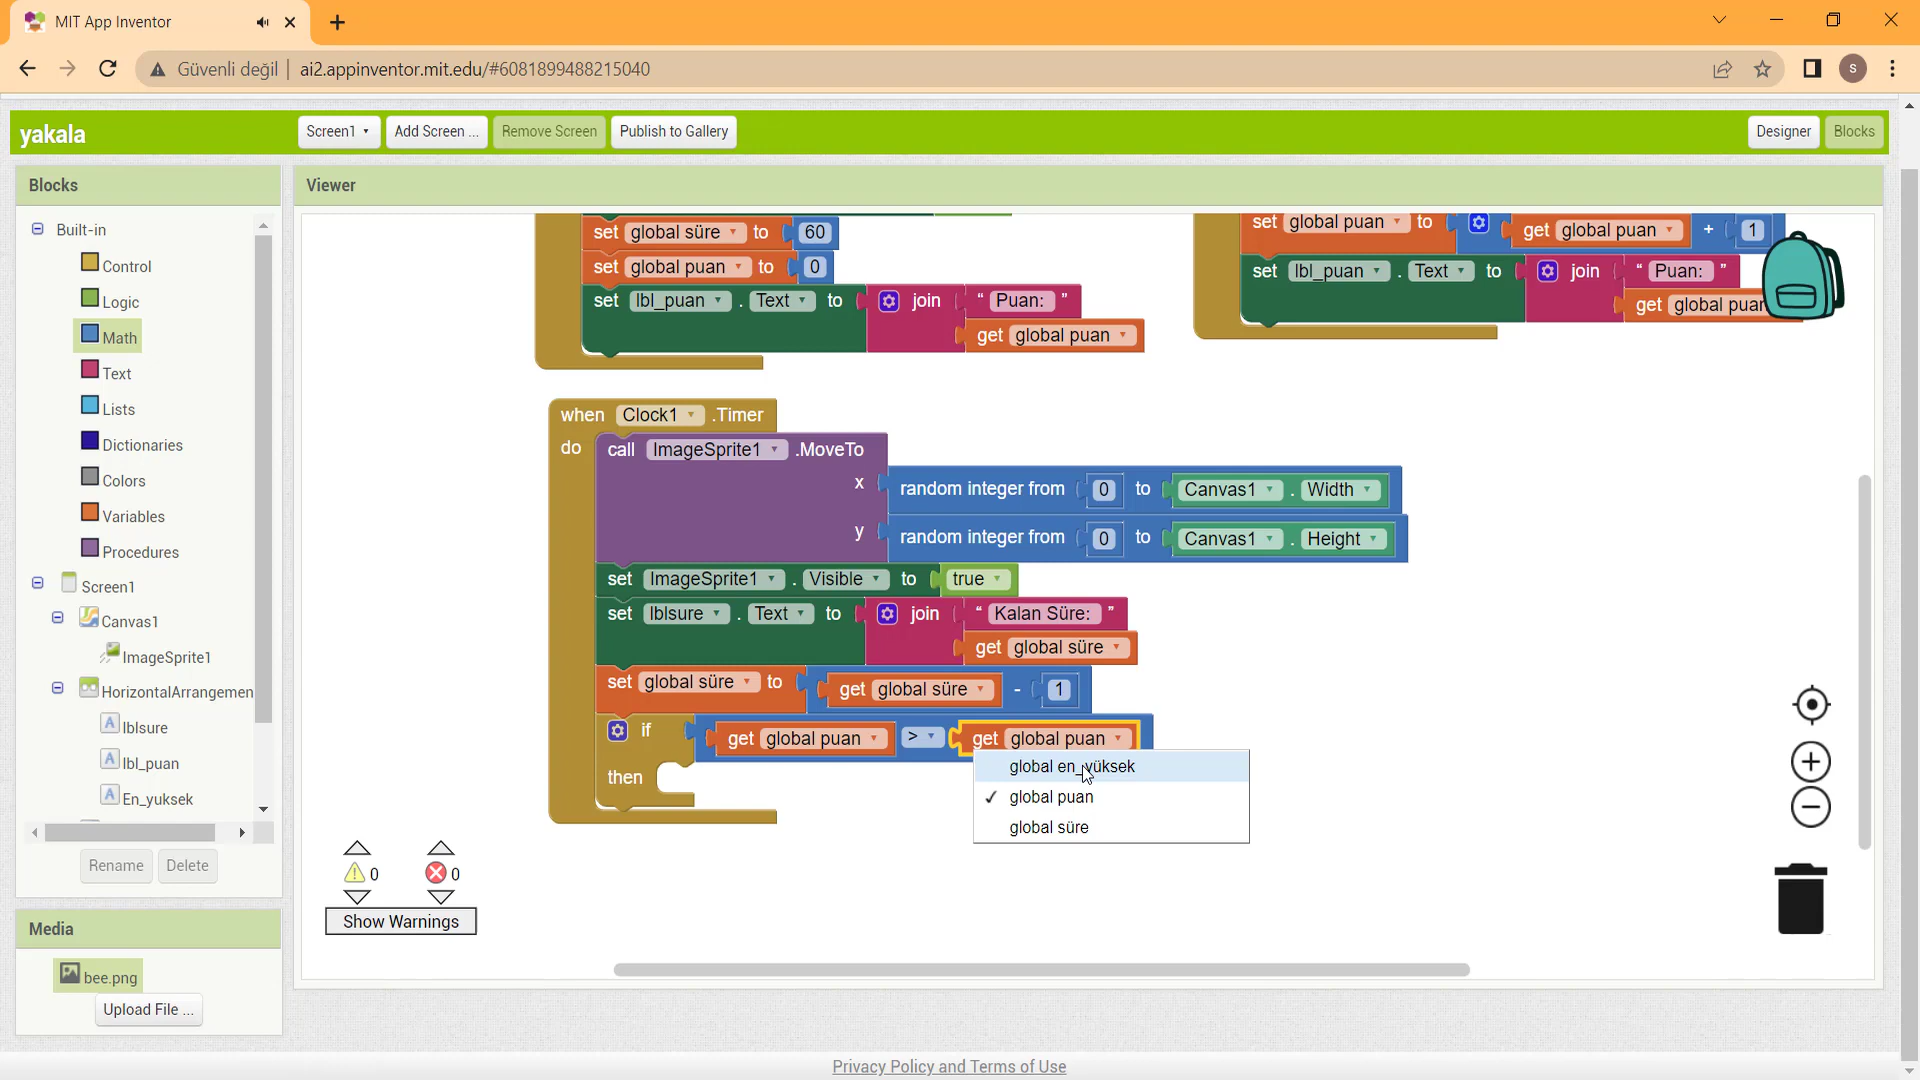 MIT App Inventor
Güvenli değil
ai2.appinventor.mit.edu/#6081899488215040
S
yakala
Screen1
Add Screen ...
Remove Screen
Publish to Gallery
Designer
Blocks
Blocks
Viewer
Built-in
Control
Logic
Math
Text
Lists
Dictionaries
Colors
Variables
Procedures
Screen1
Canvas1
ImageSprite1
HorizontalArrangemen
lblsure
lbl_puan
En_yuksek
Rename
Delete
Media
bee.png
Upload File ...
set global süre to 60
set global puan to 0
set lbl_puan . Text to join " Puan: "
get global puan
set global puan to get global puan + 1
set lbl_puan . Text to join " Puan: "
get global puan
when Clock1 .Timer
do call ImageSprite1 .MoveTo
x random integer from 0 to Canvas1 . Width
y random integer from 0 to Canvas1 . Height
set ImageSprite1 . Visible to true
set lblsure . Text to join " Kalan Süre: "
get global süre
set global süre to get global süre - 1
if get global puan > get global puan
then
global en_yüksek
✓ global puan
global süre
0 0
Show Warnings
Privacy Policy and Terms of Use